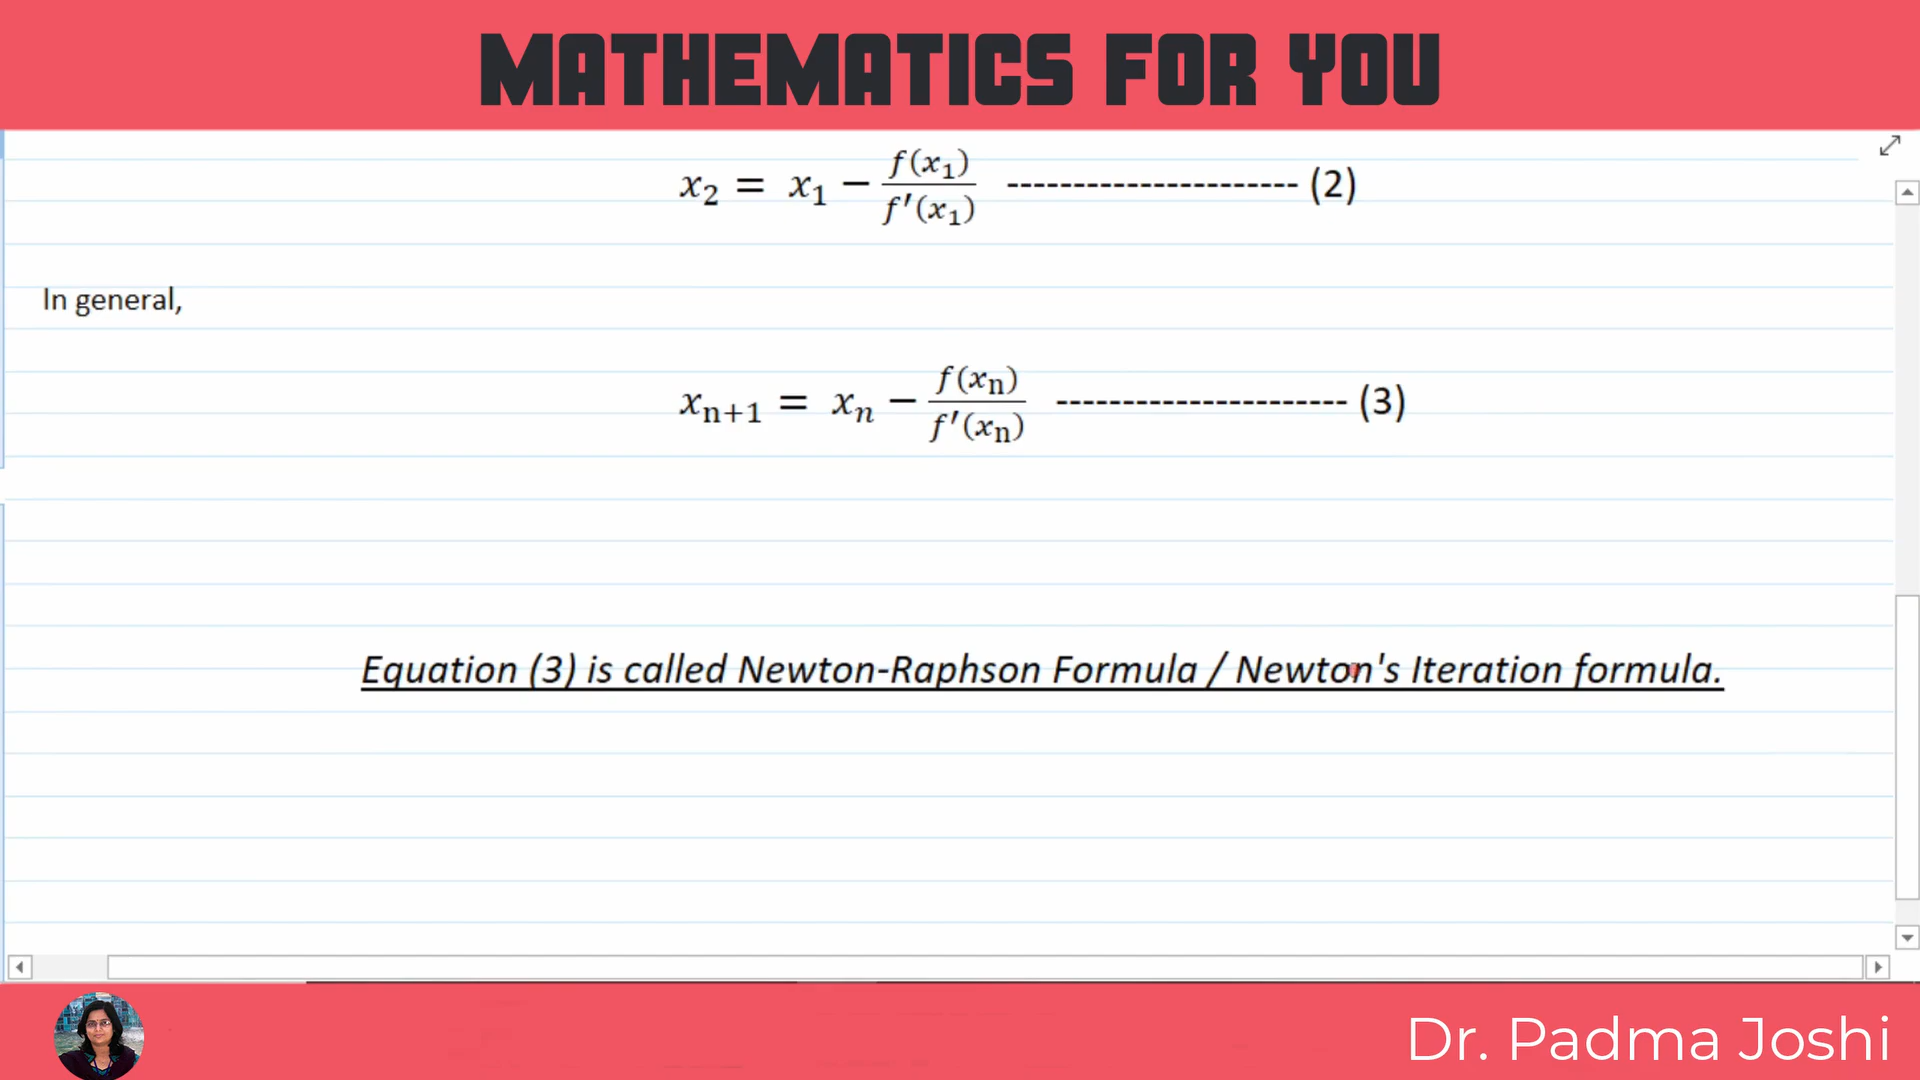 MATHEMATICS FOR YOU
x₂ = x₁ − f(x₁)/f′(x₁) ---------------------- (2)
In general,
xₙ₊₁ = xₙ − f(xₙ)/f′(xₙ) ---------------------- (3)
Equation (3) is called Newton-Raphson Formula / Newton's Iteration formula.
Dr. Padma Joshi